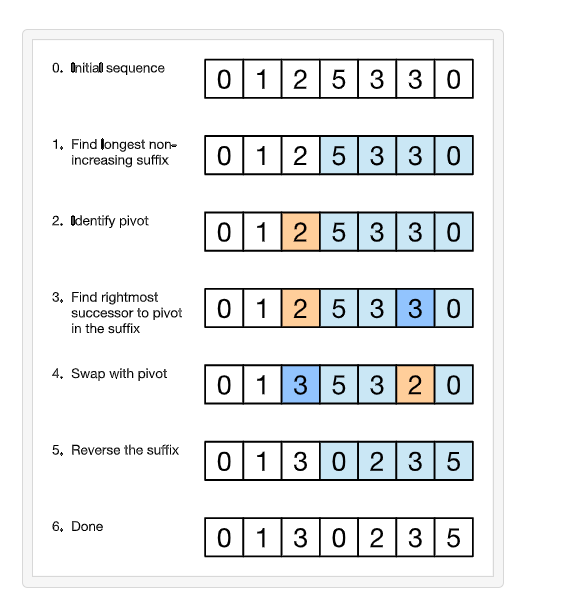 0. Initial sequence
0 1 2 5 3 3 0
1. Find longest non-
increasing suffix
0 1 2 5 3 3 0
2. Identify pivot
0 1 2 5 3 3 0
3. Find rightmost
successor to pivot
in the suffix
0 1 2 5 3 3 0
4. Swap with pivot
0 1 3 5 3 2 0
5. Reverse the suffix
0 1 3 0 2 3 5
6. Done
0 1 3 0 2 3 5